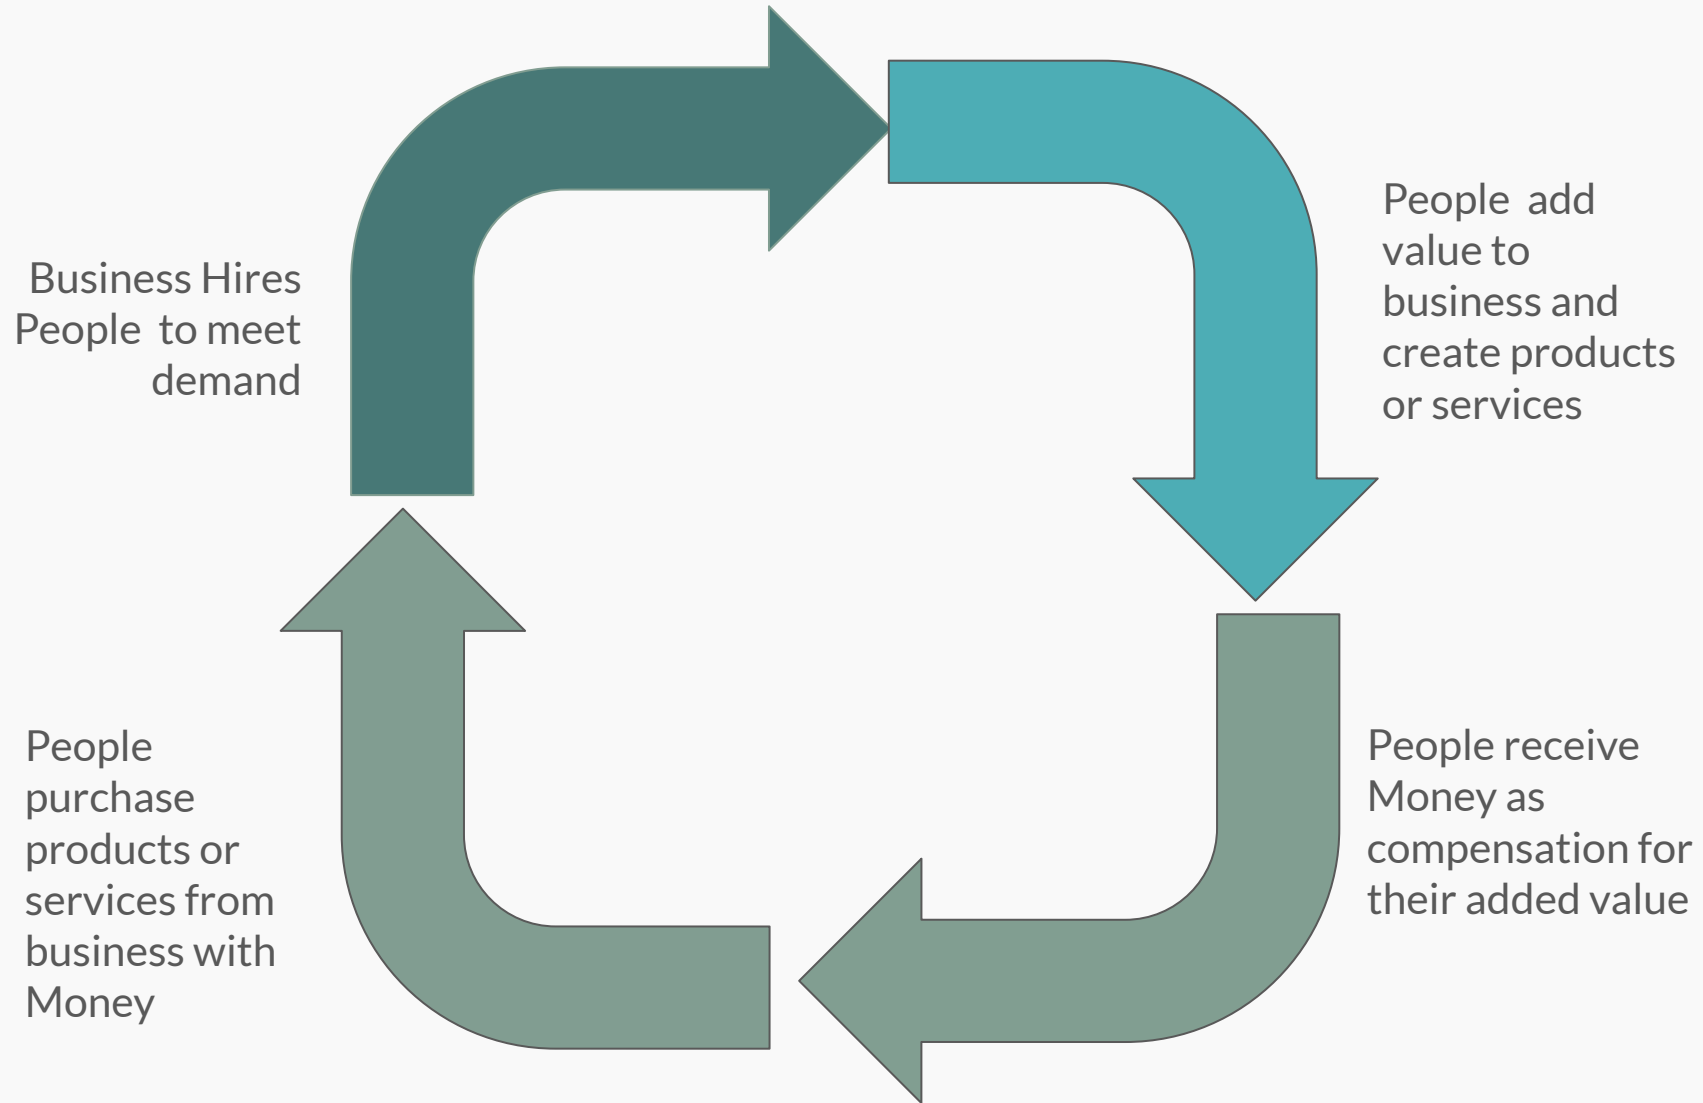 Business Hires
People  to meet
demand
People  add
value to
business and
create products
or services
People receive
Money as
compensation for
their added value
People
purchase
products or
services from
business with
Money